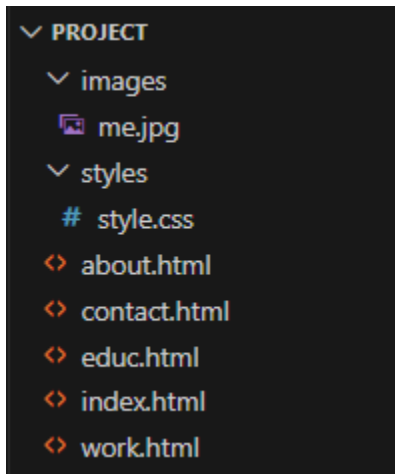 PROJECT
images
me.jpg
styles
# style.css
<> about.html
<> contact.html
<> educ.html
<> index.html
<> work.html